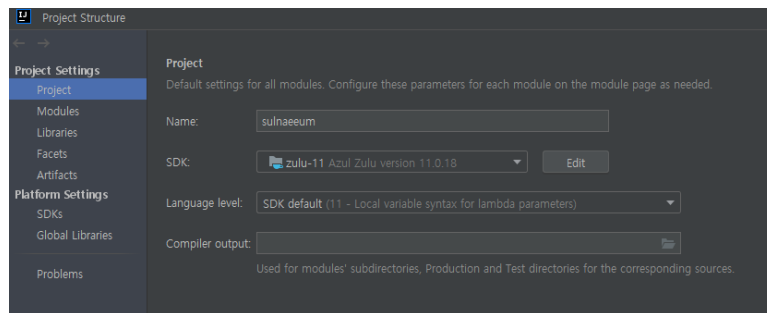 Project Structure
Project Settings
Project
Modules
Libraries
Facets
Artifacts
Platform Settings
SDKs
Global Libraries
Problems
Project
Default settings for all modules. Configure these parameters for each module on the module page as needed.
Name: sulnaeeum
SDK: zulu-11 Azul Zulu version 11.0.18 Edit
Language level: SDK default (11 - Local variable syntax for lambda parameters)
Compiler output:
Used for modules' subdirectories, Production and Test directories for the corresponding sources.